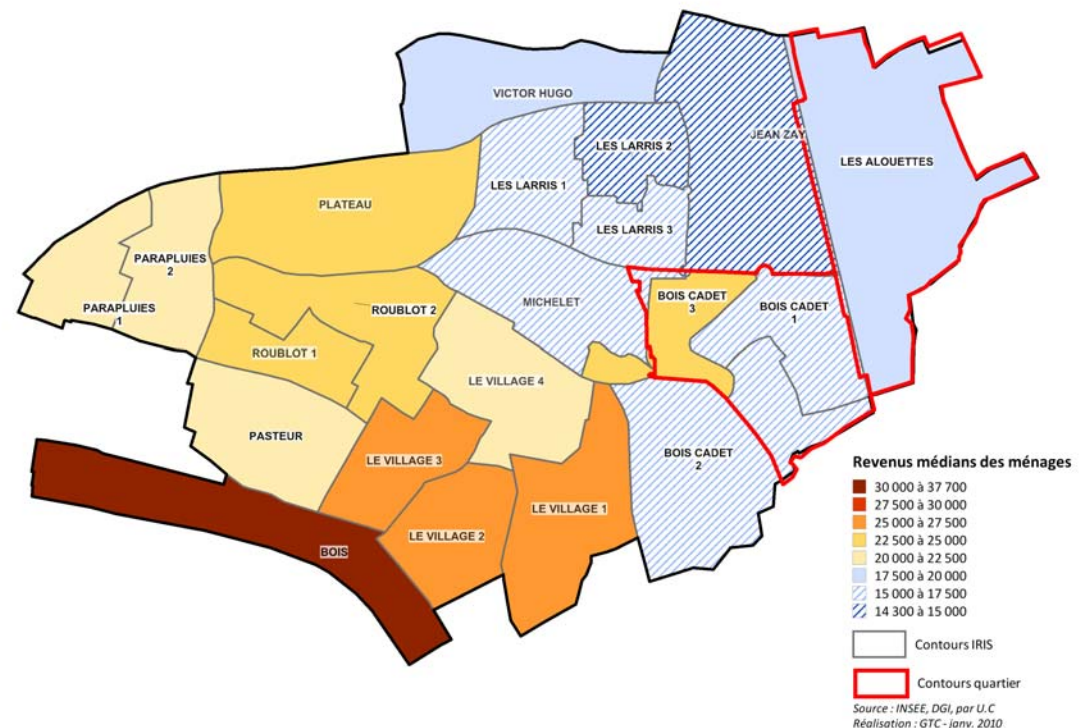 VICTOR HUGO
JEAN ZAY
LES LARRIS 2
LES ALOUETTES
LES LARRIS 1
PLATEAU
LES LARRIS 3
PARAPLUIES
2
MICHELET
BOIS CADET
3
BOIS CADET
1
PARAPLUIES
1
ROUBLOT 2
ROUBLOT 1
LE VILLAGE 4
PASTEUR
LE VILLAGE 3
BOIS CADET
2
LE VILLAGE 1
LE VILLAGE 2
BOIS
Revenus médians des ménages
30 000 à 37 700
27 500 à 30 000
25 000 à 27 500
22 500 à 25 000
20 000 à 22 500
17 500 à 20 000
15 000 à 17 500
14 300 à 15 000
Contours IRIS
Contours quartier
Source : INSEE, DGI, par U.C
Réalisation : GTC - janv. 2010